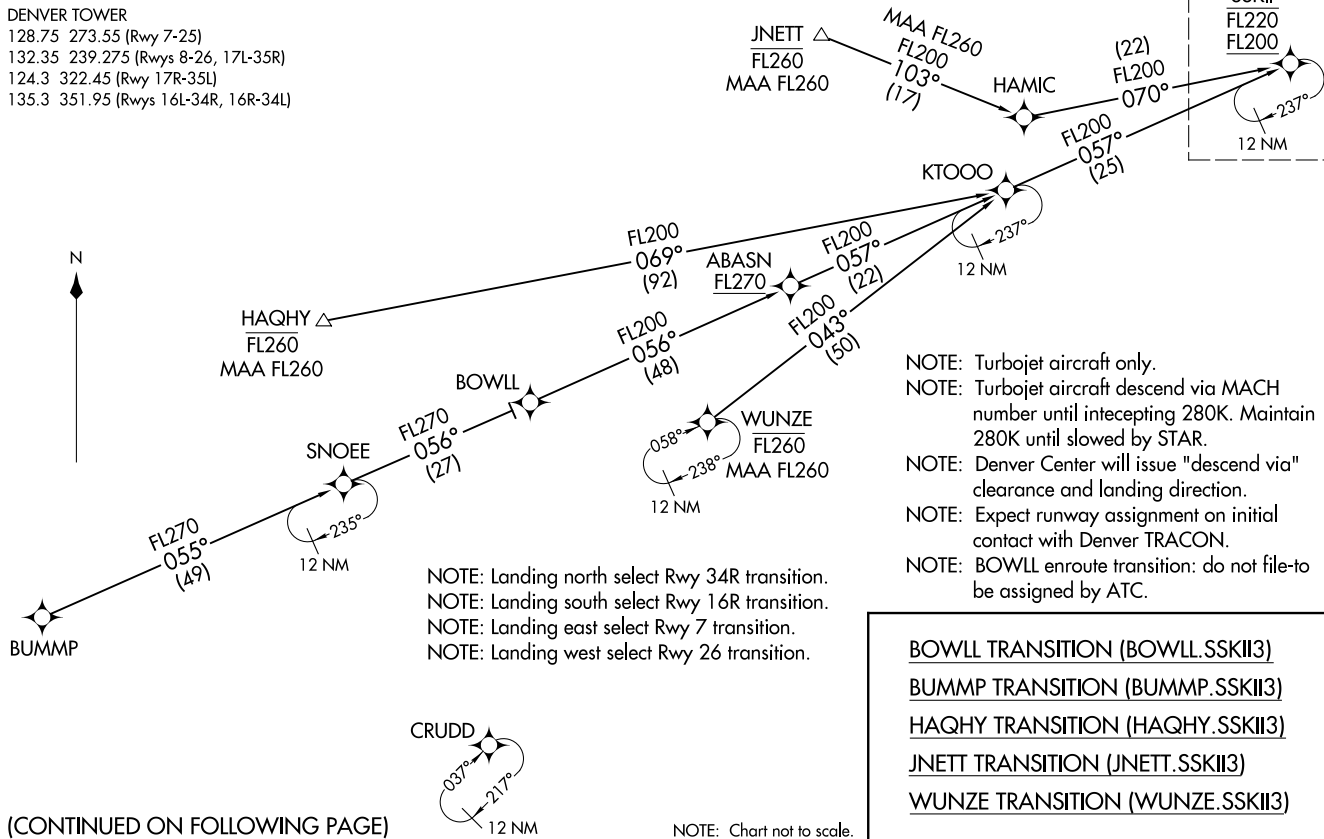 DENVER TOWER
128.75 273.55 (Rwy 7-25)
132.35 239.275 (Rwys 8-26, 17L-35R)
124.3 322.45 (Rwy 17R-35L)
135.3 351.95 (Rwys 16L-34R, 16R-34L)
JNETT
FL260
MAA FL260
MAA FL260
FL200
103°
(17)
HAMIC
(22)
FL200
070°
FL220
FL200
237°
12 NM
FL200
057°
(25)
KTOOO
237°
12 NM
N
HAQHY
FL260
MAA FL260
FL200
069°
(92)
ABASN
FL270
FL200
057°
(22)
FL200
043°
(50)
FL200
056°
(48)
BOWLL
WUNZE
FL260
MAA FL260
058°
238°
12 NM
FL270
056°
(27)
SNOEE
235°
12 NM
FL270
055°
(49)
BUMMP
NOTE: Turbojet aircraft only.
NOTE: Turbojet aircraft descend via MACH
number until intecepting 280K. Maintain
280K until slowed by STAR.
NOTE: Denver Center will issue "descend via"
clearance and landing direction.
NOTE: Expect runway assignment on initial
contact with Denver TRACON.
NOTE: BOWLL enroute transition: do not file-to
be assigned by ATC.
NOTE: Landing north select Rwy 34R transition.
NOTE: Landing south select Rwy 16R transition.
NOTE: Landing east select Rwy 7 transition.
NOTE: Landing west select Rwy 26 transition.
BOWLL TRANSITION (BOWLL.SSKII3)
BUMMP TRANSITION (BUMMP.SSKII3)
HAQHY TRANSITION (HAQHY.SSKII3)
JNETT TRANSITION (JNETT.SSKII3)
WUNZE TRANSITION (WUNZE.SSKII3)
CRUDD
037°
217°
12 NM
(CONTINUED ON FOLLOWING PAGE)
NOTE: Chart not to scale.